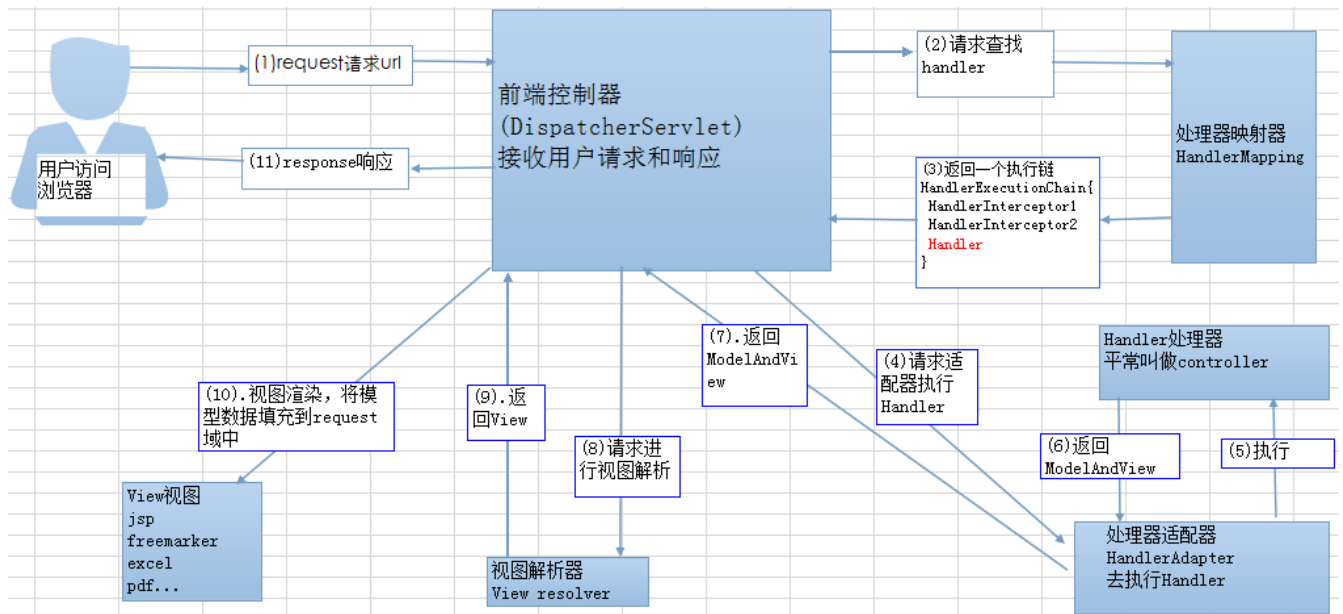 (1)request请求url
(2)请求查找
handler
前端控制器
(DispatcherServlet)
接收用户请求和响应
处理器映射器
HandlerMapping
(11)response响应
用户访问
浏览器
(3)返回一个执行链
HandlerExecutionChain{
HandlerInterceptor1
HandlerInterceptor2
Handler
}
(7).返回
ModelAndVi
ew
(4)请求适
配器执行
Handler
Handler处理器
平常叫做controller
(10).视图渲染，将模
型数据填充到request
域中
(9).返
回View
(8)请求进
行视图解析
(6)返回
ModelAndView
(5)执行
View视图
jsp
freemarker
excel
pdf...
视图解析器
View resolver
处理器适配器
HandlerAdapter
去执行Handler